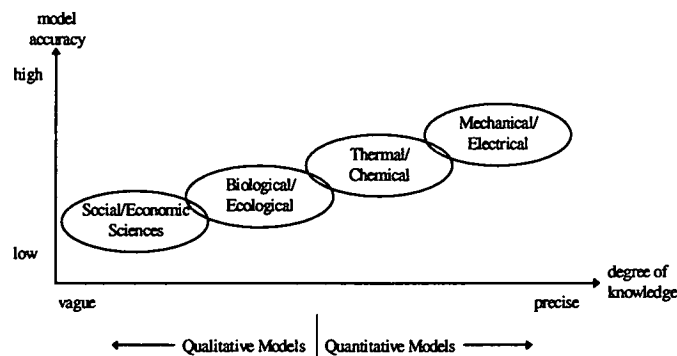 model
accuracy
high
Mechanical/
Electrical
Thermal/
Chemical
Biological/
Ecological
Social/Economic
Sciences
low
degree of
knowledge
vague
precise
Qualitative Models
Quantitative Models